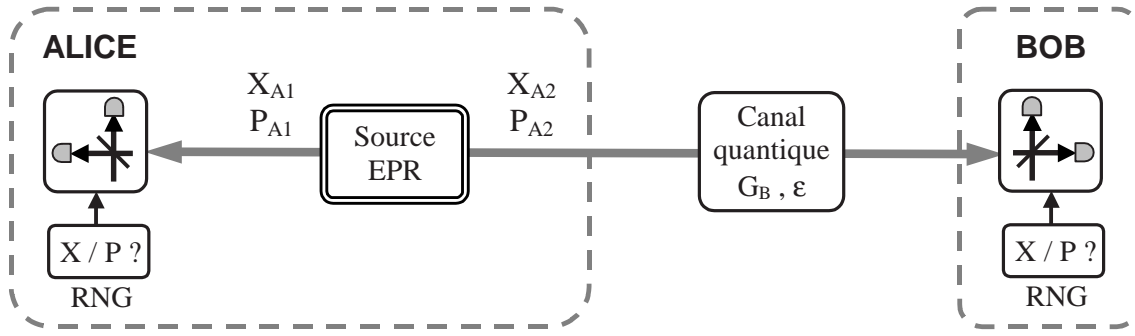 ALICE
BOB
X_A1
P_A1
X_A2
P_A2
Source
EPR
Canal
quantique
G_B , ε
X / P ?
RNG
X / P ?
RNG